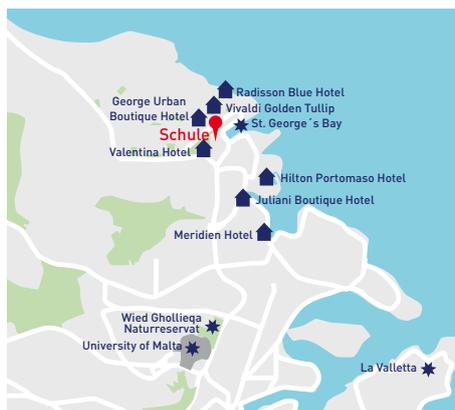 Radisson Blue Hotel
George Urban
Boutique Hotel
Vivaldi Golden Tullip
St. George´s Bay
Schule
Valentina Hotel
Hilton Portomaso Hotel
Juliani Boutique Hotel
Meridien Hotel
Wied Ghollieqa
Naturreservat
University of Malta
La Valletta